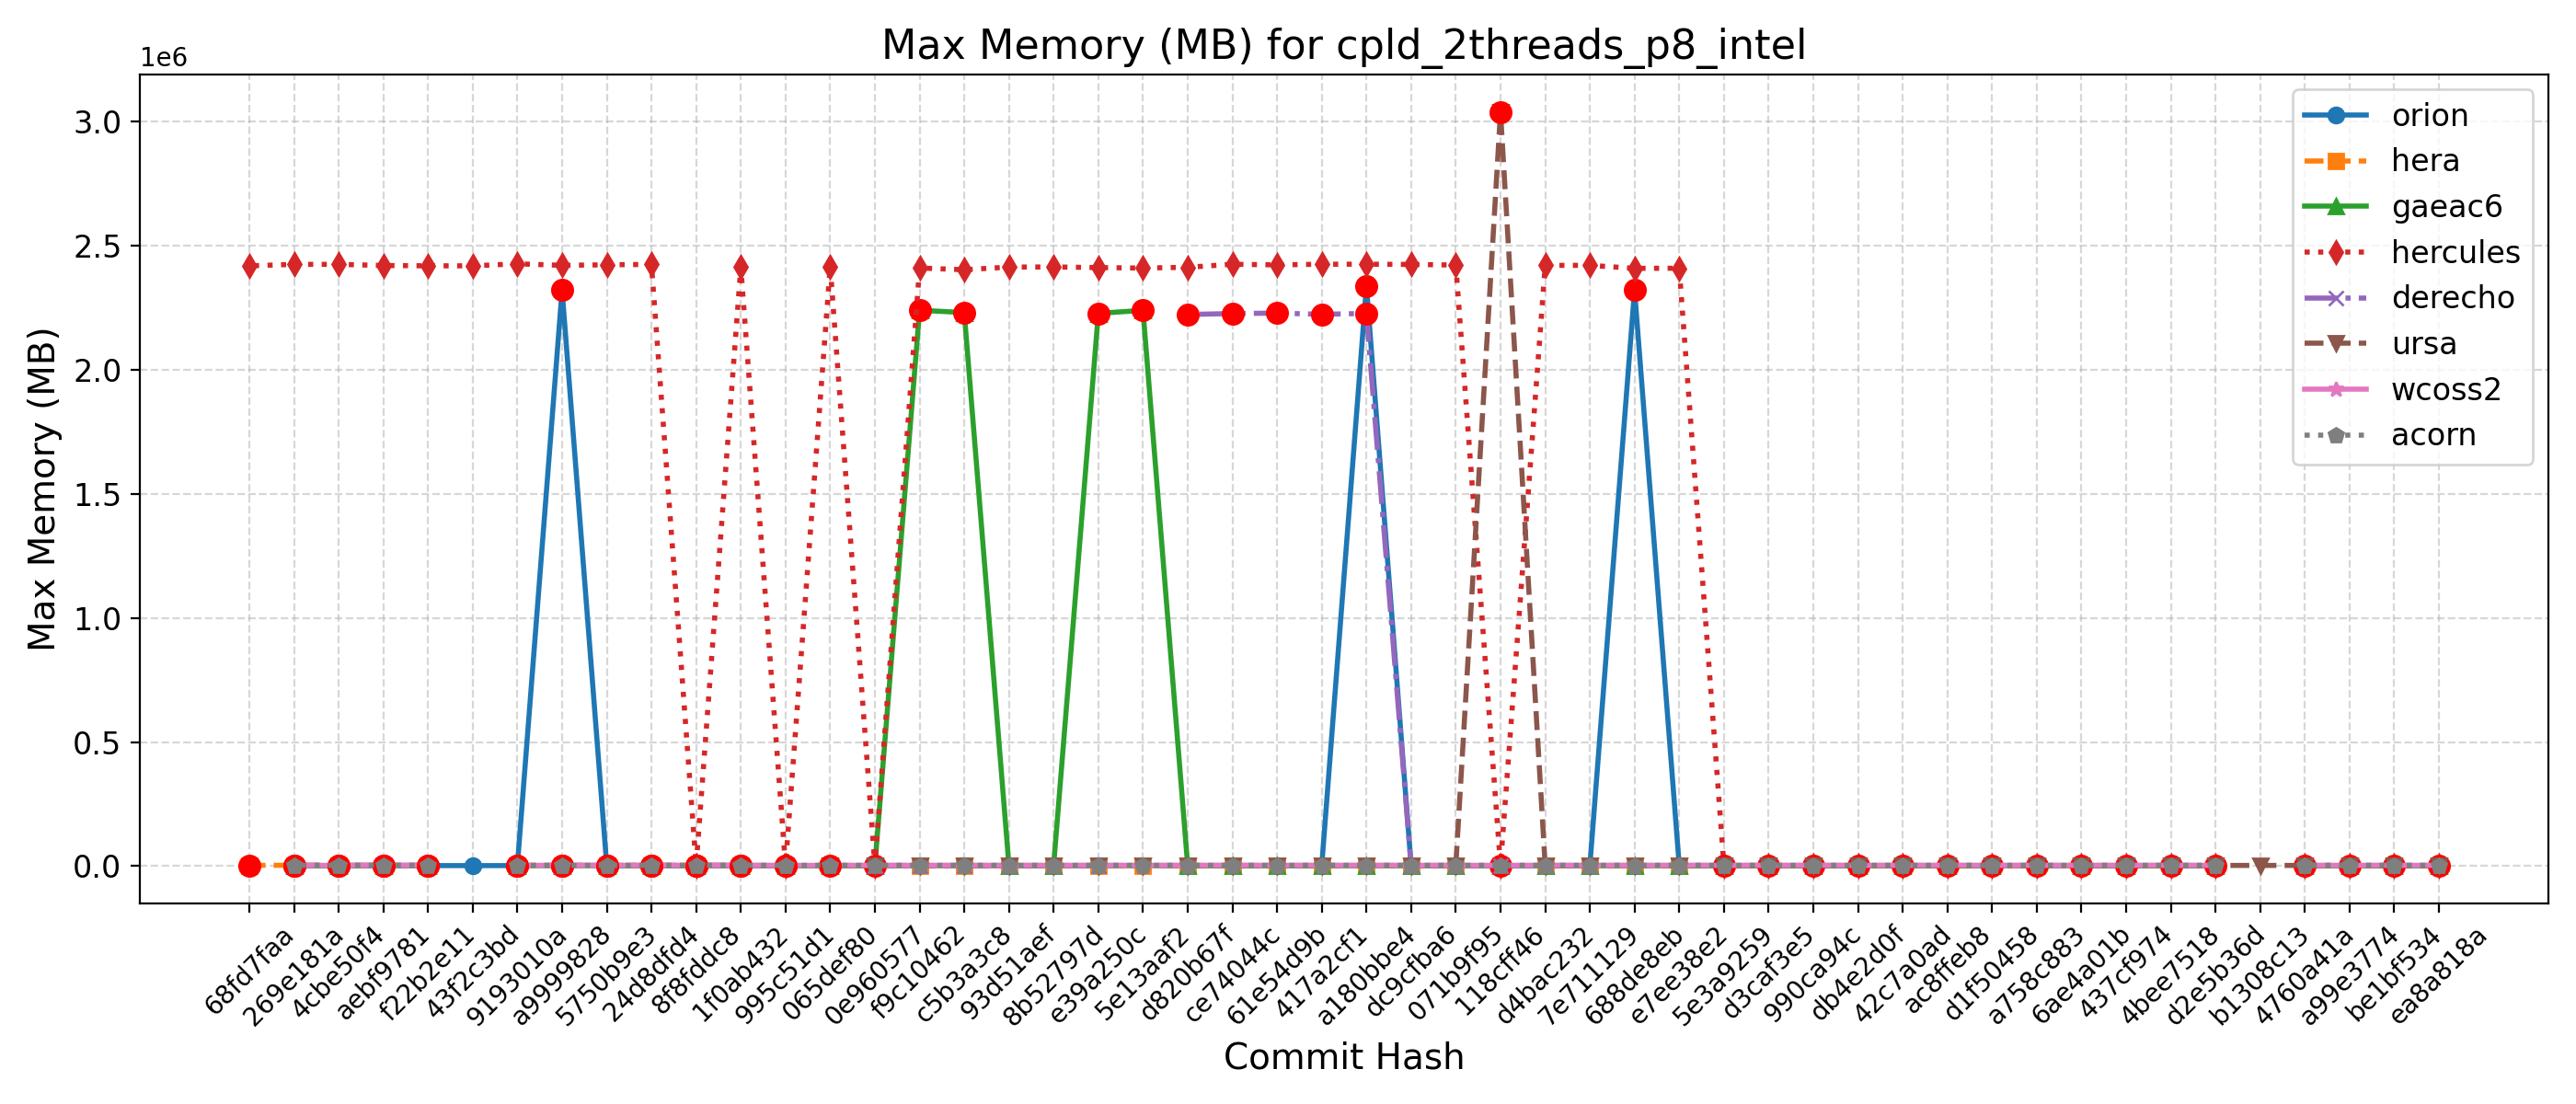 Max Memory (MB) for cpld_2threads_p8_intel
1e6
3.0
2.5
2.0
1.5
1.0
0.5
0.0
Max Memory (MB)
orion
hera
gaeac6
hercules
derecho
ursa
wcoss2
acorn
68fd7faa
269e181a
4cbe50f4
aebf9781
f22b2e11
43f2c3bd
9193010a
a9999828
5750b9e3
24d8dfd4
8f8fddc8
1f0ab432
995c51d1
065def80
0e960577
f9c10462
c5b3a3c8
93d51aef
8b52797d
e39a250c
5e13aaf2
d820b67f
ce74044c
61e54d9b
417a2cf1
a180bbe4
dc9cfba6
071b9f95
118cff46
d4bac232
7e711129
688de8eb
e7ee38e2
5e3a9259
d3caf3e5
990ca94c
db4e2d0f
42c7a0ad
ac8ffeb8
d1f50458
a758c883
6ae4a01b
437cf974
4bee7518
d2e5b36d
b1308c13
4760a41a
a99e3774
be1bf534
ea8a818a
Commit Hash